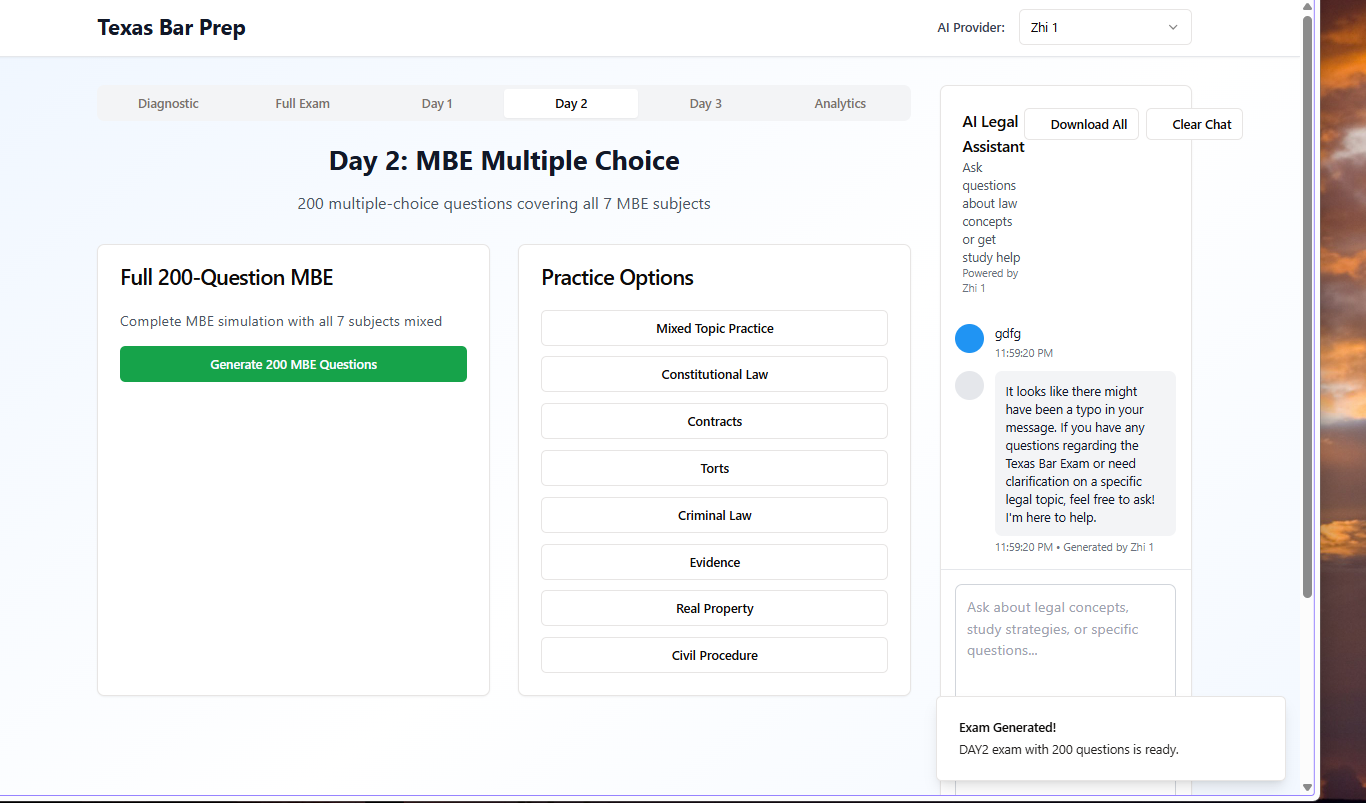 Texas Bar Prep
AI Provider:
Zhi 1
Diagnostic
Full Exam
Day 1
Day 2
Day 3
Analytics
Day 2: MBE Multiple Choice
200 multiple-choice questions covering all 7 MBE subjects
Full 200-Question MBE
Complete MBE simulation with all 7 subjects mixed
Generate 200 MBE Questions
Practice Options
Mixed Topic Practice
Constitutional Law
Contracts
Torts
Criminal Law
Evidence
Real Property
Civil Procedure
AI Legal
Assistant
Download All
Clear Chat
Ask
questions
about law
concepts
or get
study help
Powered by
Zhi 1
gdfg
11:59:20 PM
It looks like there might
have been a typo in your
message. If you have any
questions regarding the
Texas Bar Exam or need
clarification on a specific
legal topic, feel free to ask!
I'm here to help.
11:59:20 PM • Generated by Zhi 1
Ask about legal concepts,
study strategies, or specific
questions...
Exam Generated!
DAY2 exam with 200 questions is ready.